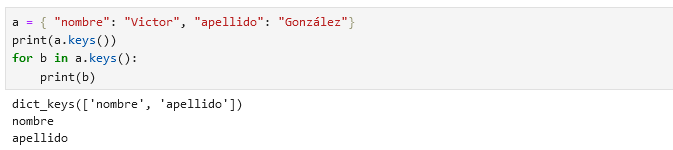 a = { "nombre": "Victor", "apellido": "González"}
print(a.keys())
for b in a.keys():
    print(b)
dict_keys(['nombre', 'apellido'])
nombre
apellido